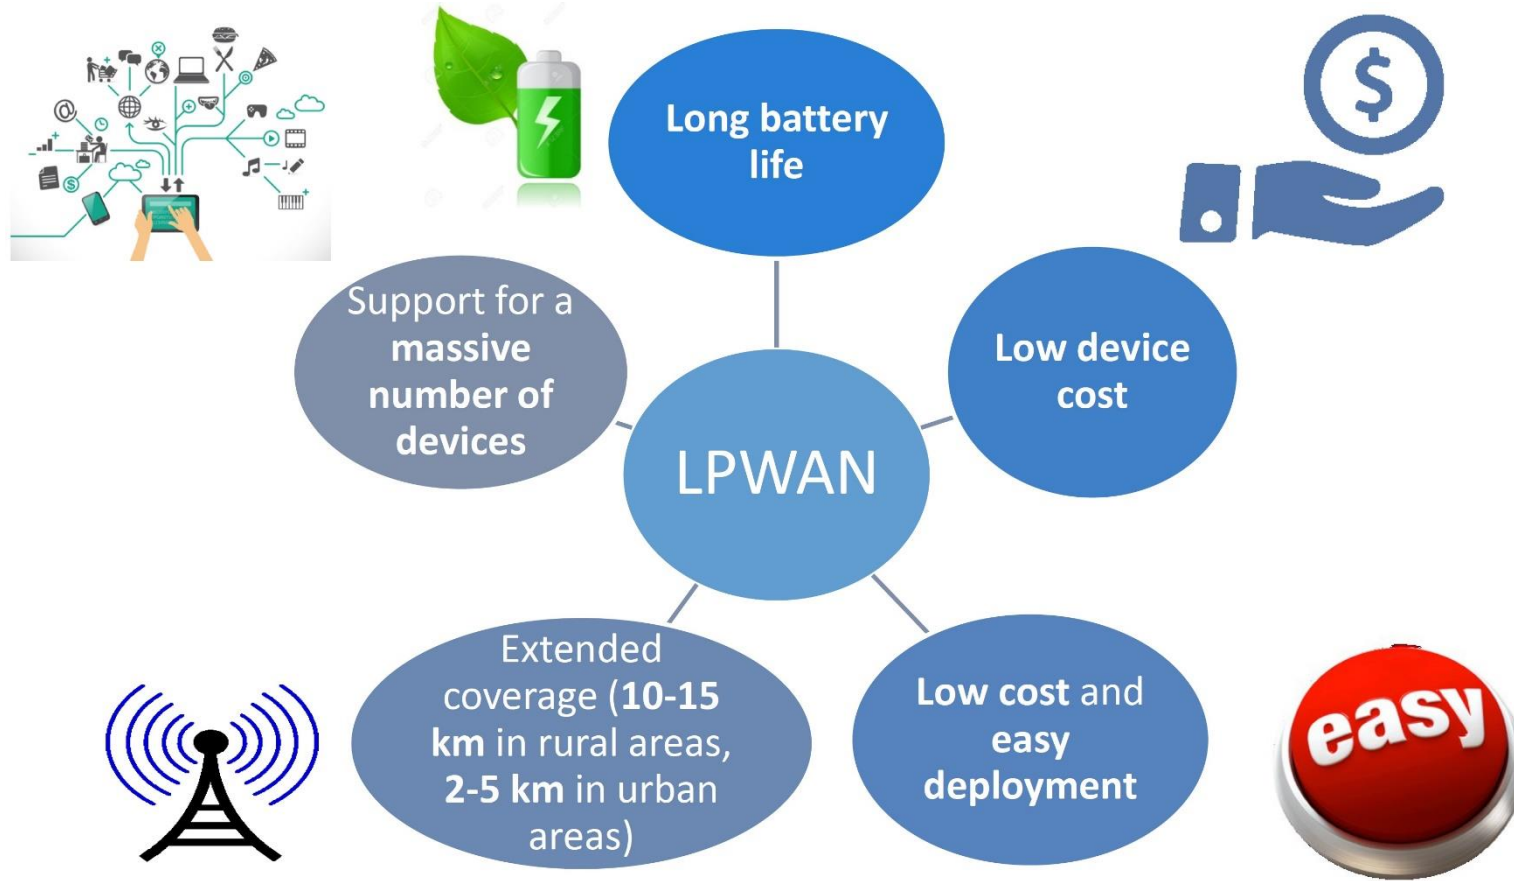 Long battery
life
Support for a
massive
number of
devices
Low device
cost
LPWAN
Extended
coverage (10-15
km in rural areas,
2-5 km in urban
areas)
Low cost and
easy
deployment
easy